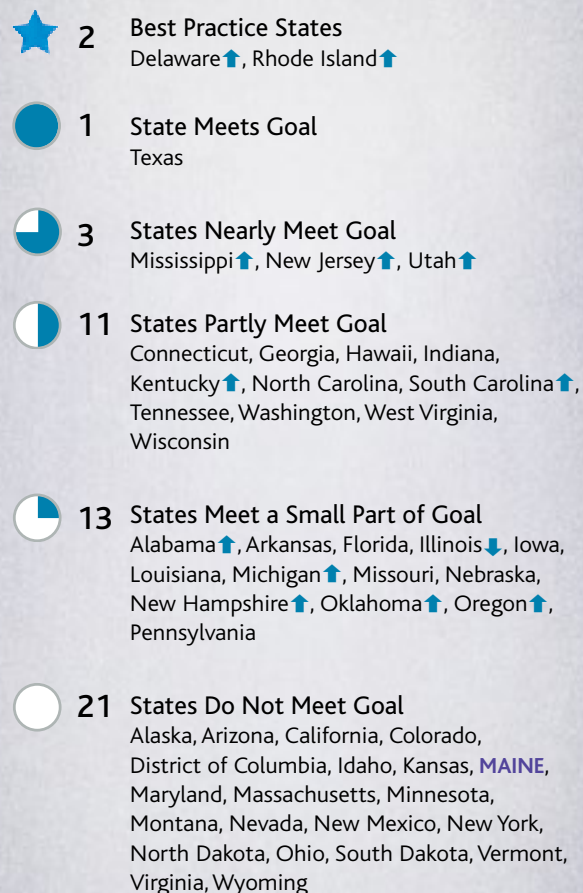 2 Best Practice States
Delaware⬆, Rhode Island⬆
1 State Meets Goal
Texas
3 States Nearly Meet Goal
Mississippi⬆, New Jersey⬆, Utah⬆
11 States Partly Meet Goal
Connecticut, Georgia, Hawaii, Indiana,
Kentucky⬆, North Carolina, South Carolina⬆,
Tennessee, Washington, West Virginia,
Wisconsin
13 States Meet a Small Part of Goal
Alabama⬆, Arkansas, Florida, Illinois⬇, Iowa,
Louisiana, Michigan⬆, Missouri, Nebraska,
New Hampshire⬆, Oklahoma⬆, Oregon⬆,
Pennsylvania
21 States Do Not Meet Goal
Alaska, Arizona, California, Colorado,
District of Columbia, Idaho, Kansas, MAINE,
Maryland, Massachusetts, Minnesota,
Montana, Nevada, New Mexico, New York,
North Dakota, Ohio, South Dakota, Vermont,
Virginia, Wyoming